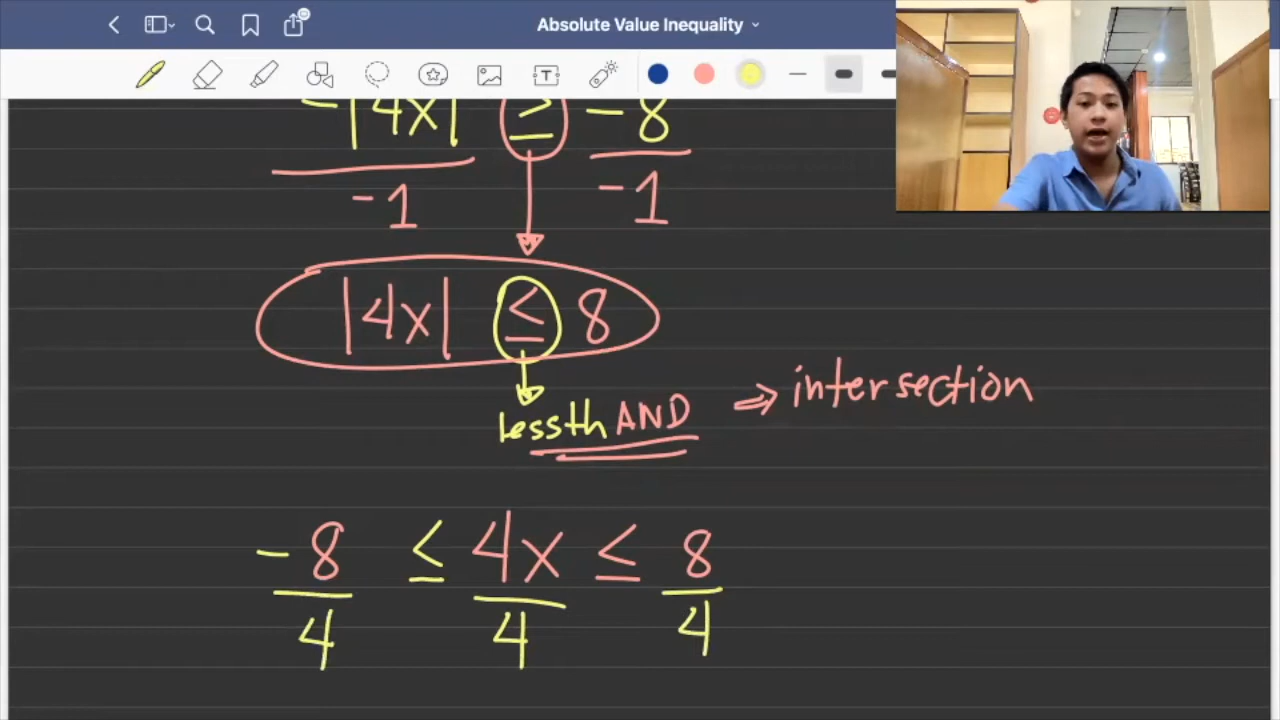 Absolute Value Inequality
-|4x| ≥ -8
-1 -1
|4x| ≤ 8
lessthAND ⇒ intersection
-8 ≤ 4x ≤ 8
4 4 4